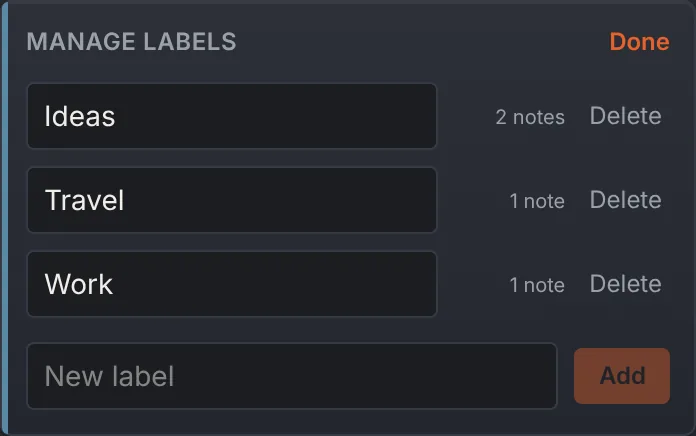 MANAGE LABELS Done
Ideas 2 notes Delete
Travel 1 note Delete
Work 1 note Delete
New label Add